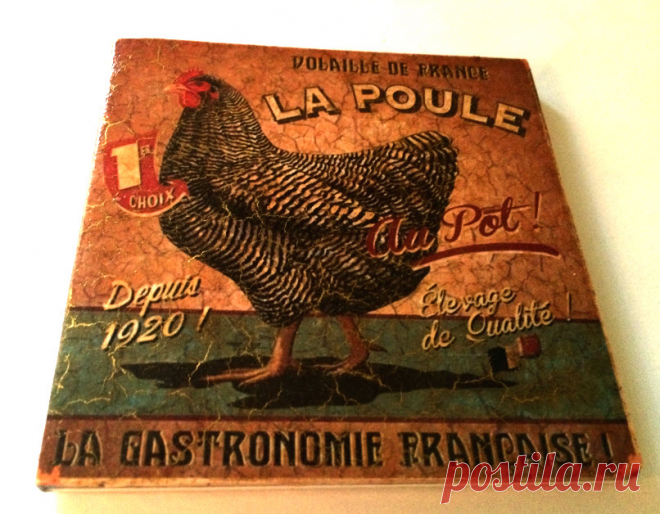 VOLAILLE DE FRANCE
LA POULE
1ER
CHOIX
Au Pot !
Depuis
1920 !
Élevage
de Qualité !
LA GASTRONOMIE FRANÇAISE !
postila.ru